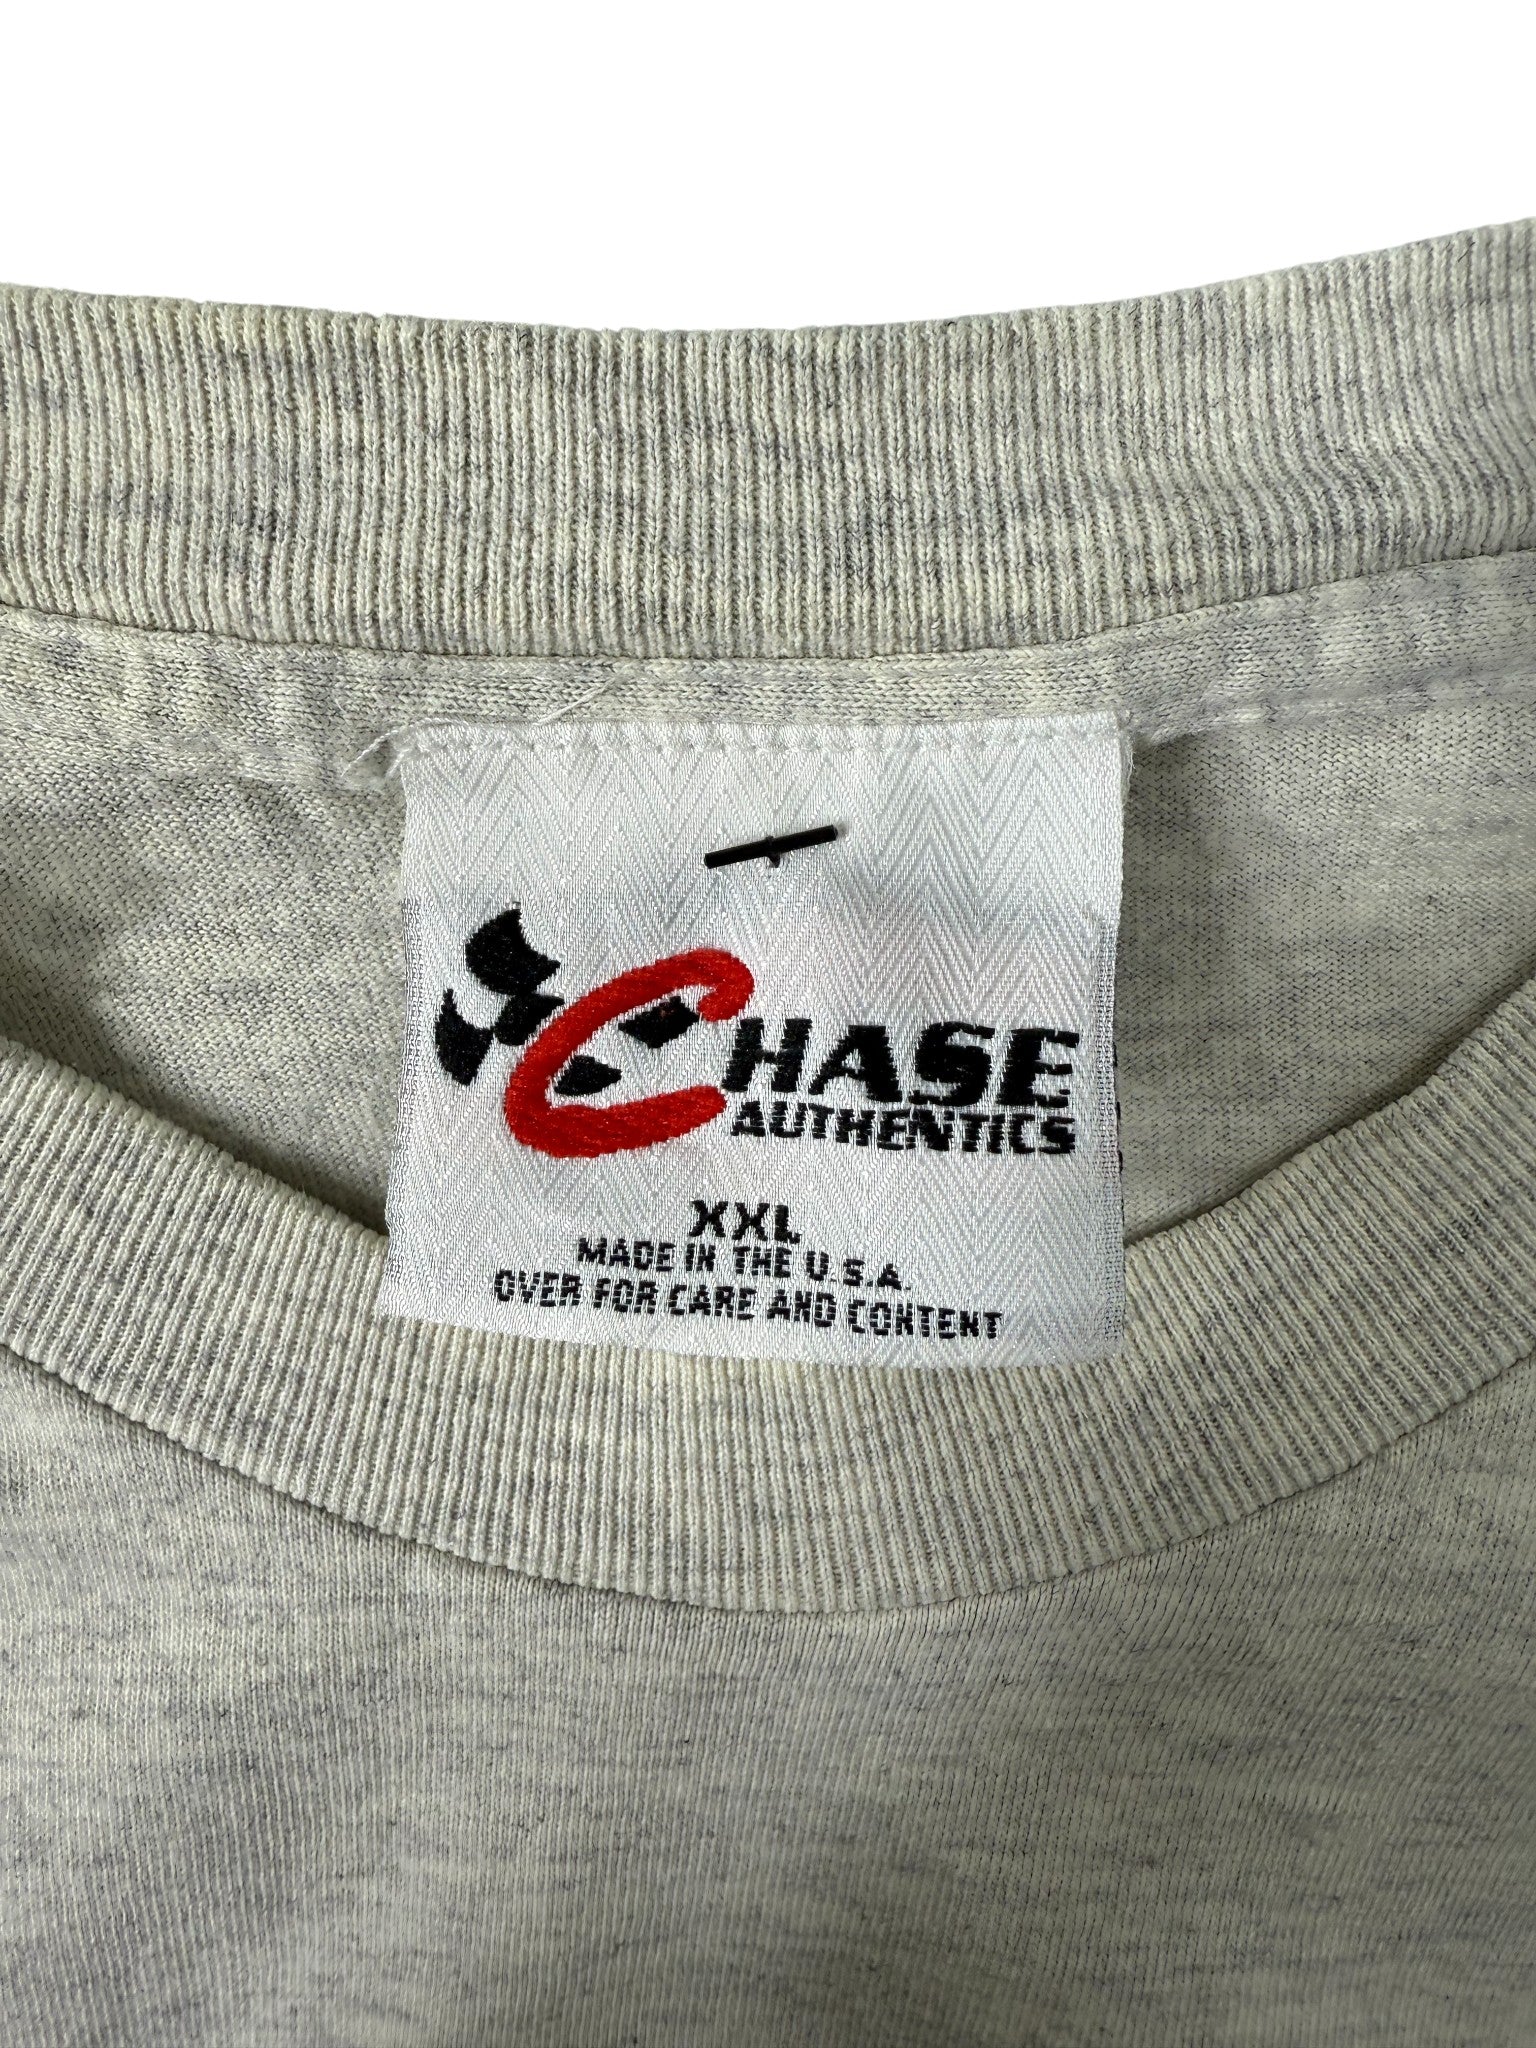 CHASE
AUTHENTICS
XXL
MADE IN THE U.S.A.
OVER FOR CARE AND CONTENT